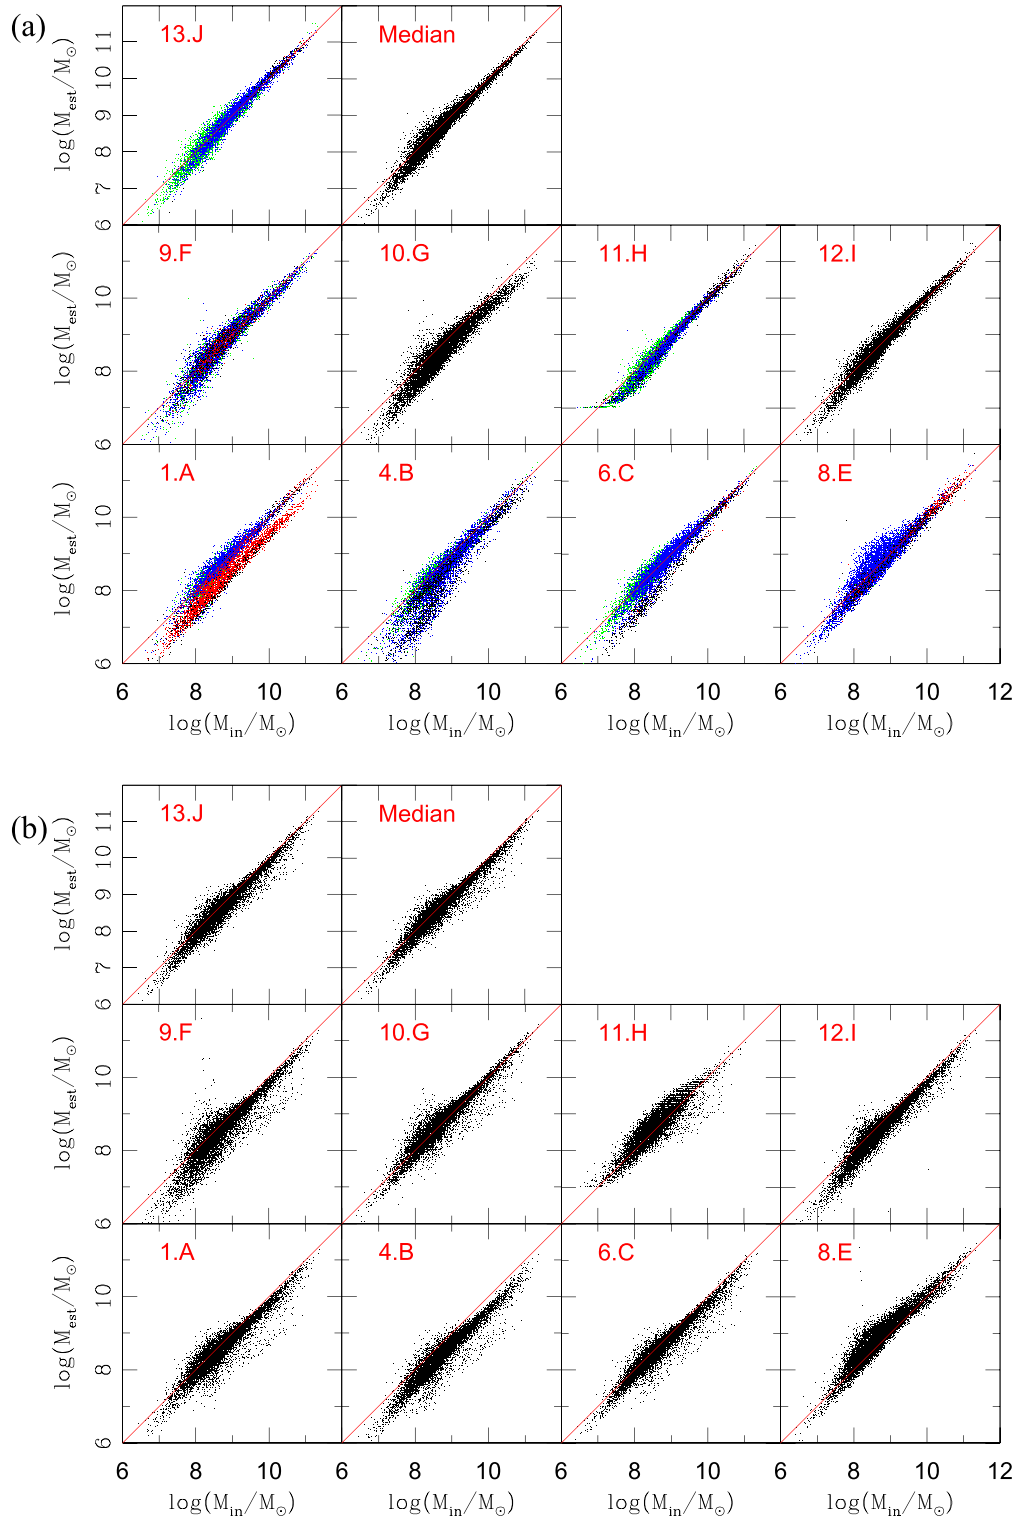 (a)
13.J Median
log(M_est/M_⊙)
11
10
9
8
7
6
9.F 10.G 11.H 12.I
log(M_est/M_⊙)
10
8
6
1.A 4.B 6.C 8.E
log(M_est/M_⊙)
10
8
6
6 8 10 6 8 10 6 8 10 6 8 10 12
log(M_in/M_⊙) log(M_in/M_⊙) log(M_in/M_⊙) log(M_in/M_⊙)
(b)
13.J Median
log(M_est/M_⊙)
11
10
9
8
7
6
9.F 10.G 11.H 12.I
log(M_est/M_⊙)
10
8
6
1.A 4.B 6.C 8.E
log(M_est/M_⊙)
10
8
6
6 8 10 6 8 10 6 8 10 6 8 10 12
log(M_in/M_⊙) log(M_in/M_⊙) log(M_in/M_⊙) log(M_in/M_⊙)